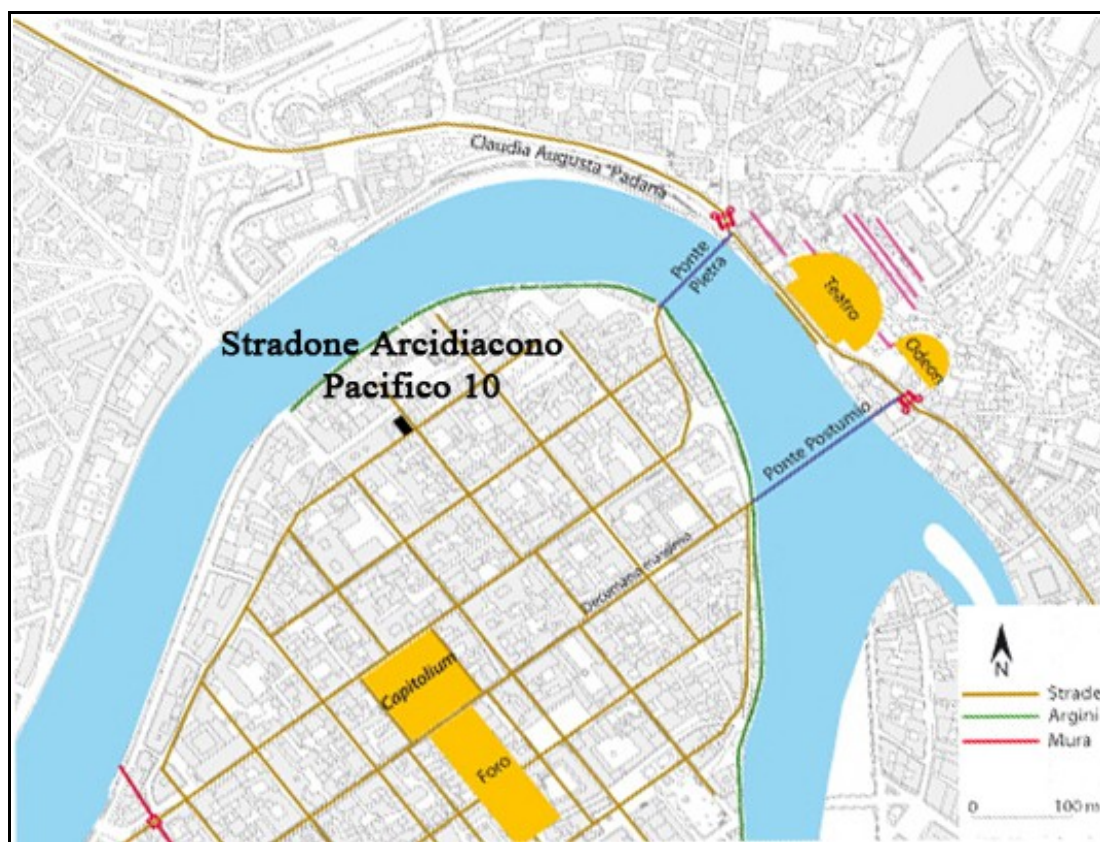 Claudia Augusta "Padana"
Ponte
Pietra
Teatro
Odeon
Stradone Arcidiacono
Pacifico 10
Ponte Postumio
Decumano massimo
Capitolium
Foro
N
Strade
Argini
Mura
0 100 m